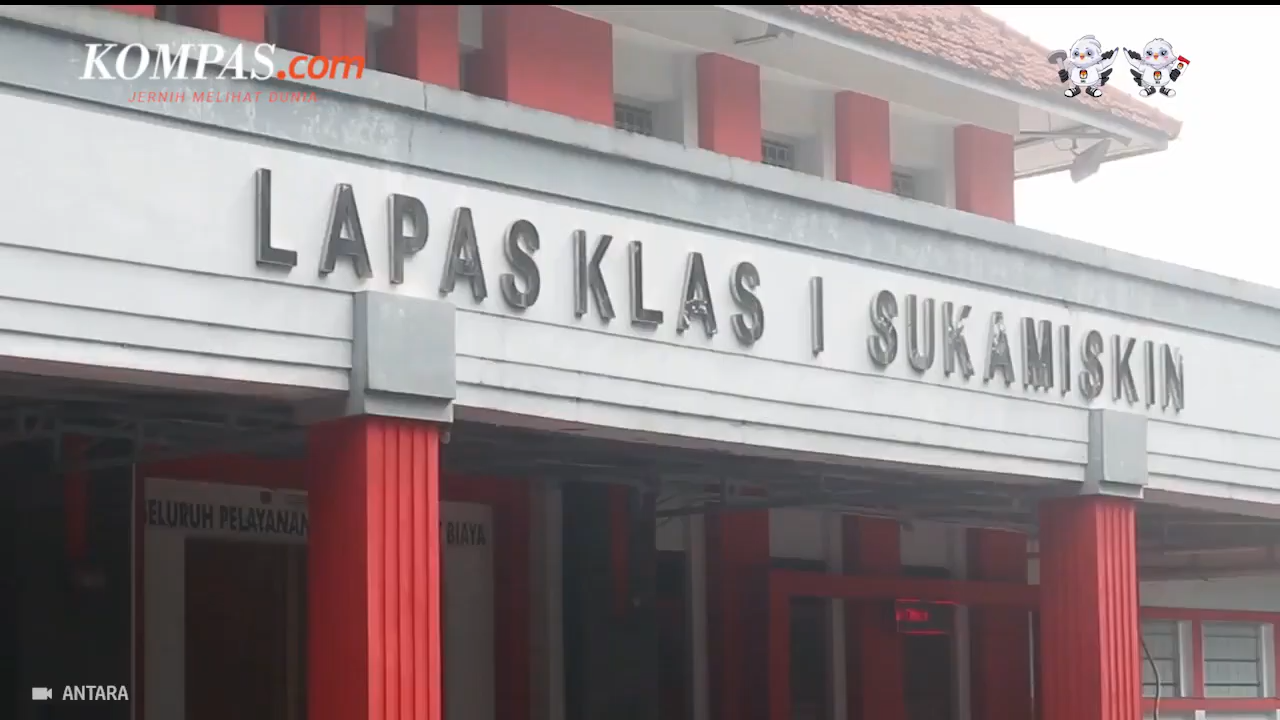 KOMPAS.com
JERNIH MELIHAT DUNIA
LAPAS KLAS I SUKAMISKIN
SELURUH PELAYANAN
BIAYA
ANTARA